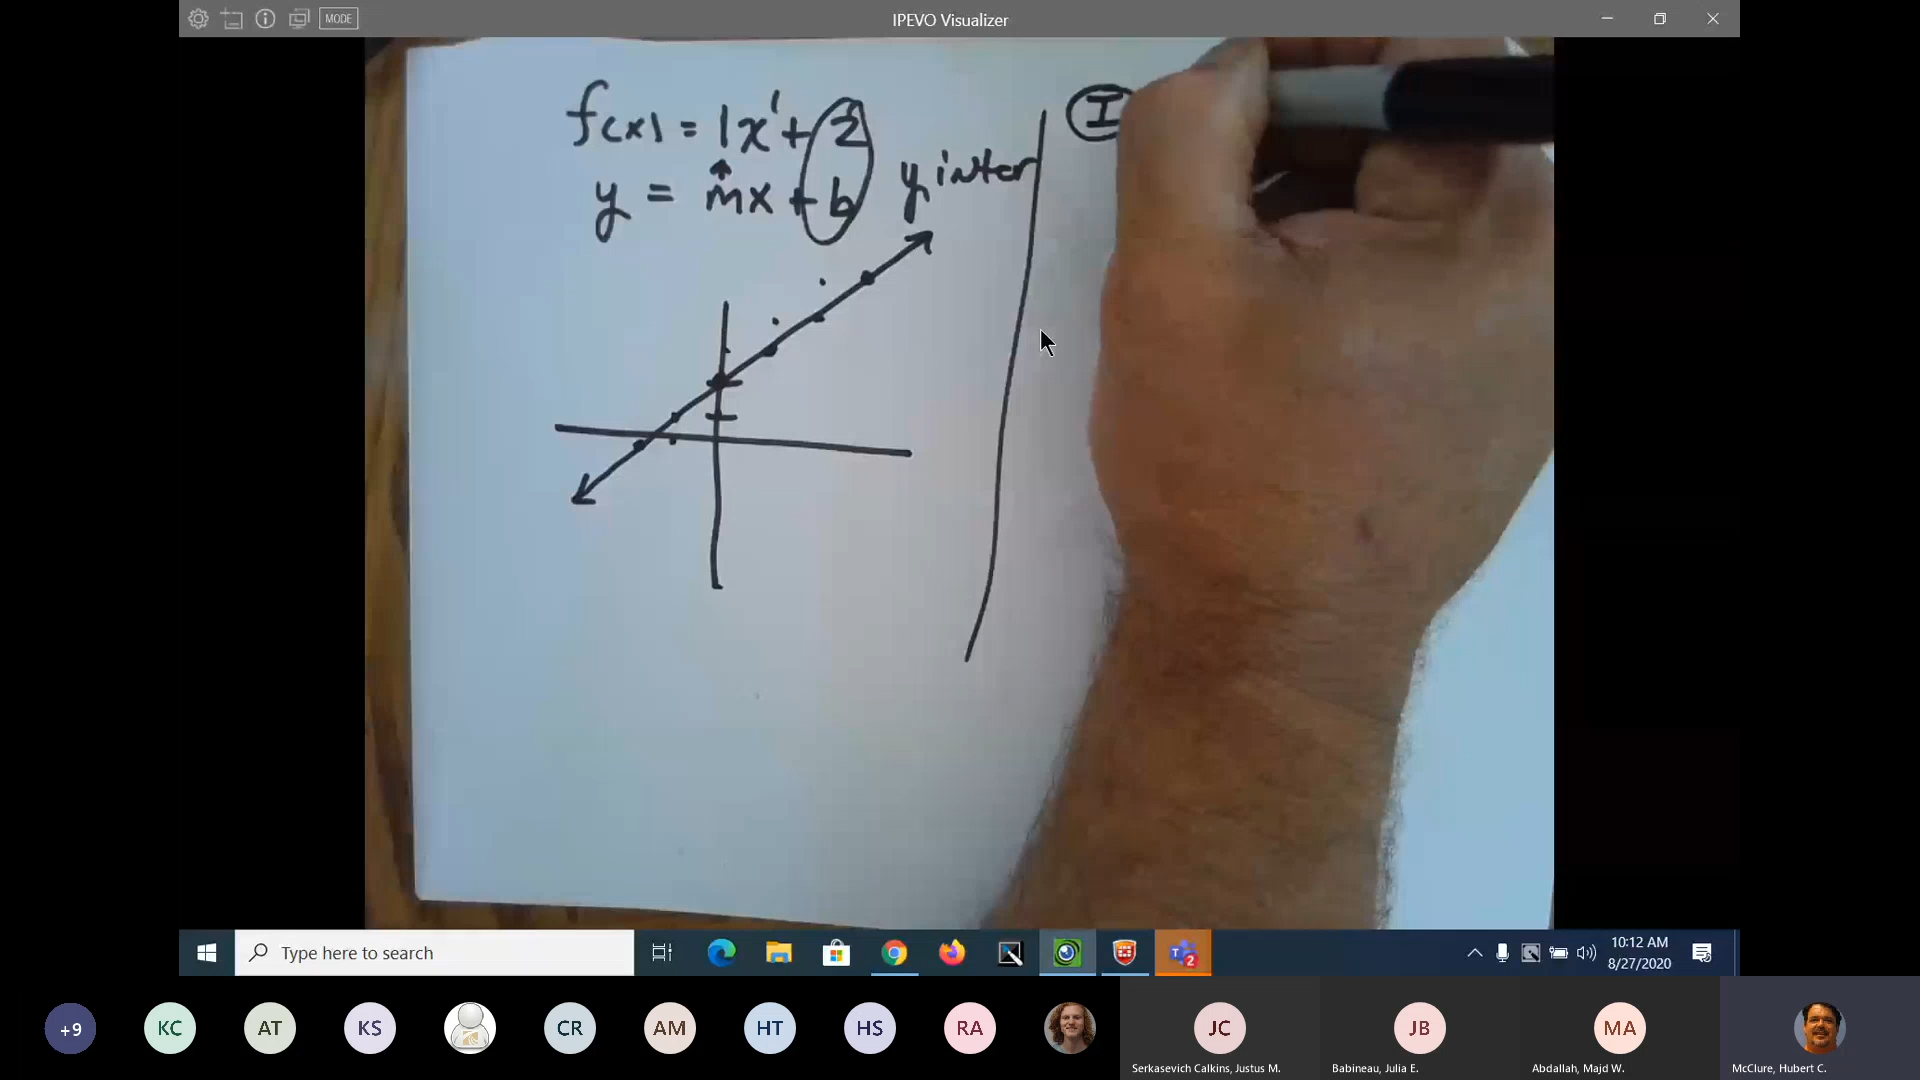 MODE
IPEVO Visualizer
f(x) = 1x¹ + 2
y = mx + b y inter
I
Type here to search
T 2
10:12 AM
8/27/2020
+9
KC
AT
KS
CR
AM
HT
HS
RA
JC
JB
MA
Serkasevich Calkins, Justus M.
Babineau, Julia E.
Abdallah, Majd W.
McClure, Hubert C.